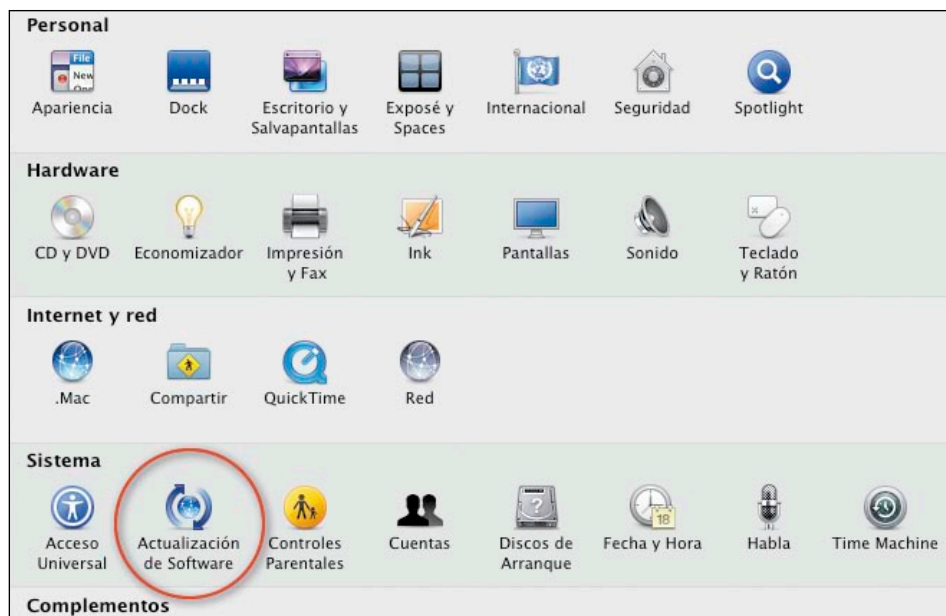 Personal
File
New
Apariencia
Dock
Escritorio y
Salvapantallas
Exposé y
Spaces
Internacional
Seguridad
Spotlight
Hardware
CD y DVD
Economizador
Impresión
y Fax
Ink
Pantallas
Sonido
Teclado
y Ratón
Internet y red
.Mac
Compartir
QuickTime
Red
Sistema
Acceso
Universal
Actualización
de Software
Controles
Parentales
Cuentas
?
Discos de
Arranque
18
Fecha y Hora
Habla
Time Machine
Complementos